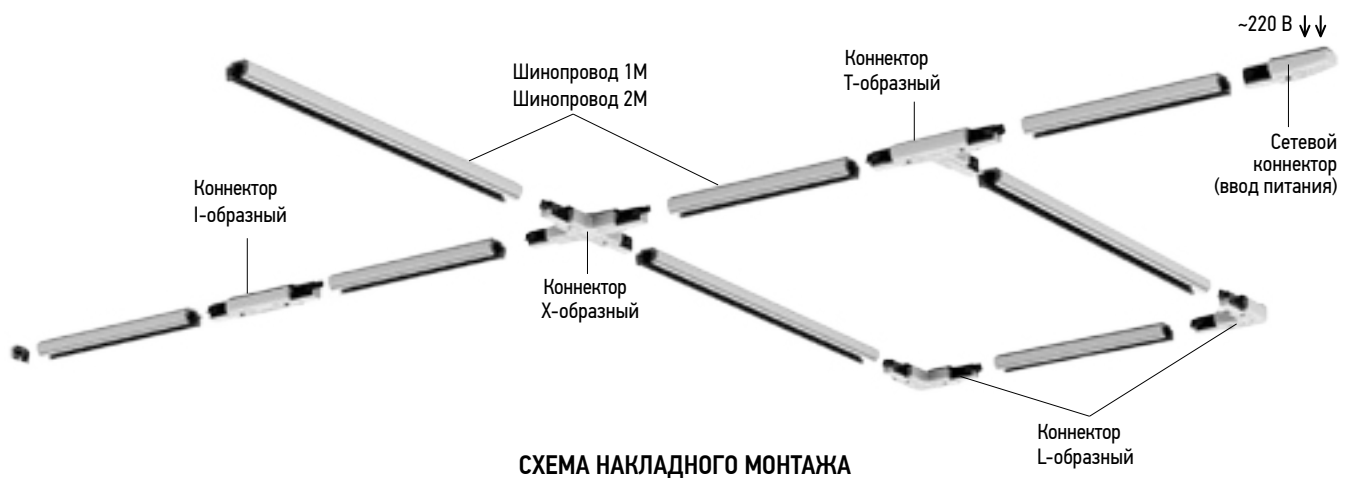 ~220 В
Коннектор
Т-образный
Шинопровод 1М
Шинопровод 2М
Сетевой
коннектор
(ввод питания)
Коннектор
I-образный
Коннектор
Х-образный
Коннектор
L-образный
СХЕМА НАКЛАДНОГО МОНТАЖА